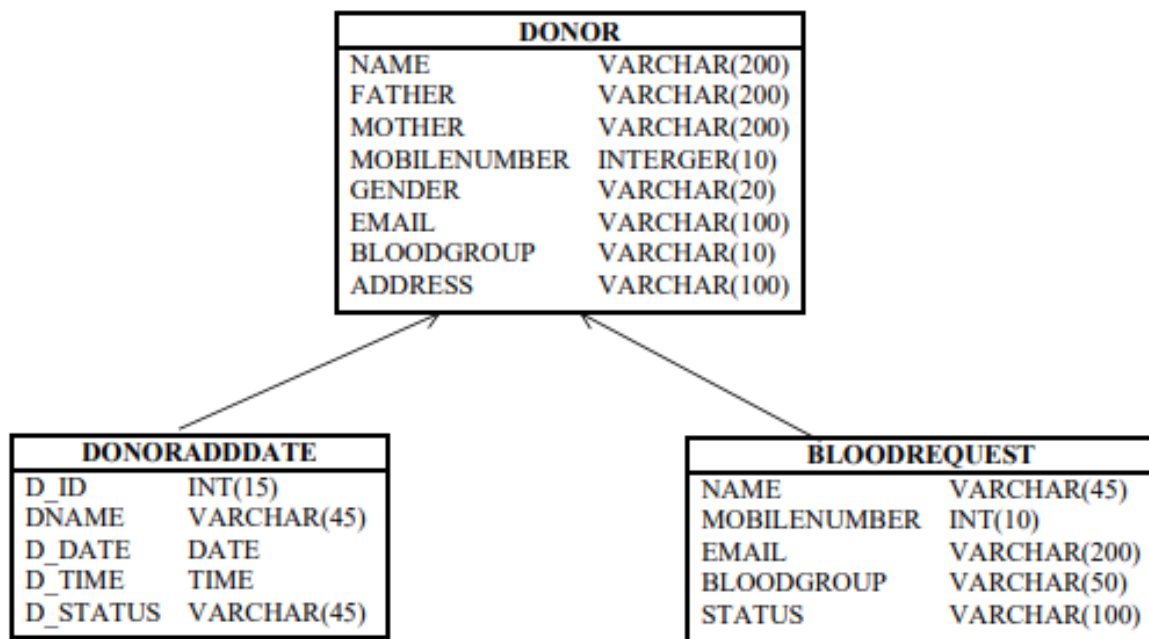 DONOR
NAME VARCHAR(200)
FATHER VARCHAR(200)
MOTHER VARCHAR(200)
MOBILENUMBER INTERGER(10)
GENDER VARCHAR(20)
EMAIL VARCHAR(100)
BLOODGROUP VARCHAR(10)
ADDRESS VARCHAR(100)
DONORADDDATE
D_ID INT(15)
DNAME VARCHAR(45)
D_DATE DATE
D_TIME TIME
D_STATUS VARCHAR(45)
BLOODREQUEST
NAME VARCHAR(45)
MOBILENUMBER INT(10)
EMAIL VARCHAR(200)
BLOODGROUP VARCHAR(50)
STATUS VARCHAR(100)